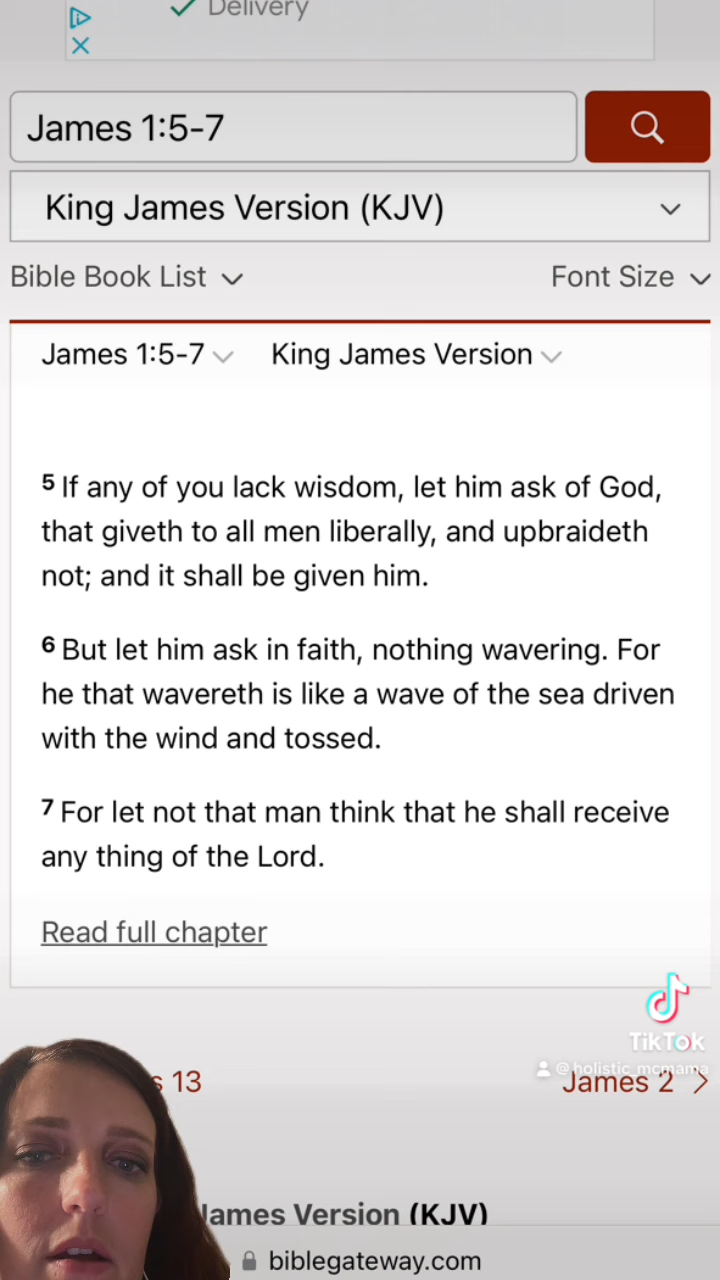 Delivery
James 1:5-7
King James Version (KJV)
Bible Book List
Font Size
James 1:5-7 King James Version
5 If any of you lack wisdom, let him ask of God,
that giveth to all men liberally, and upbraideth
not; and it shall be given him.
6 But let him ask in faith, nothing wavering. For
he that wavereth is like a wave of the sea driven
with the wind and tossed.
7 For let not that man think that he shall receive
any thing of the Lord.
Read full chapter
TikTok
@holistic_mcmama
s 13
James 2
James Version (KJV)
biblegateway.com